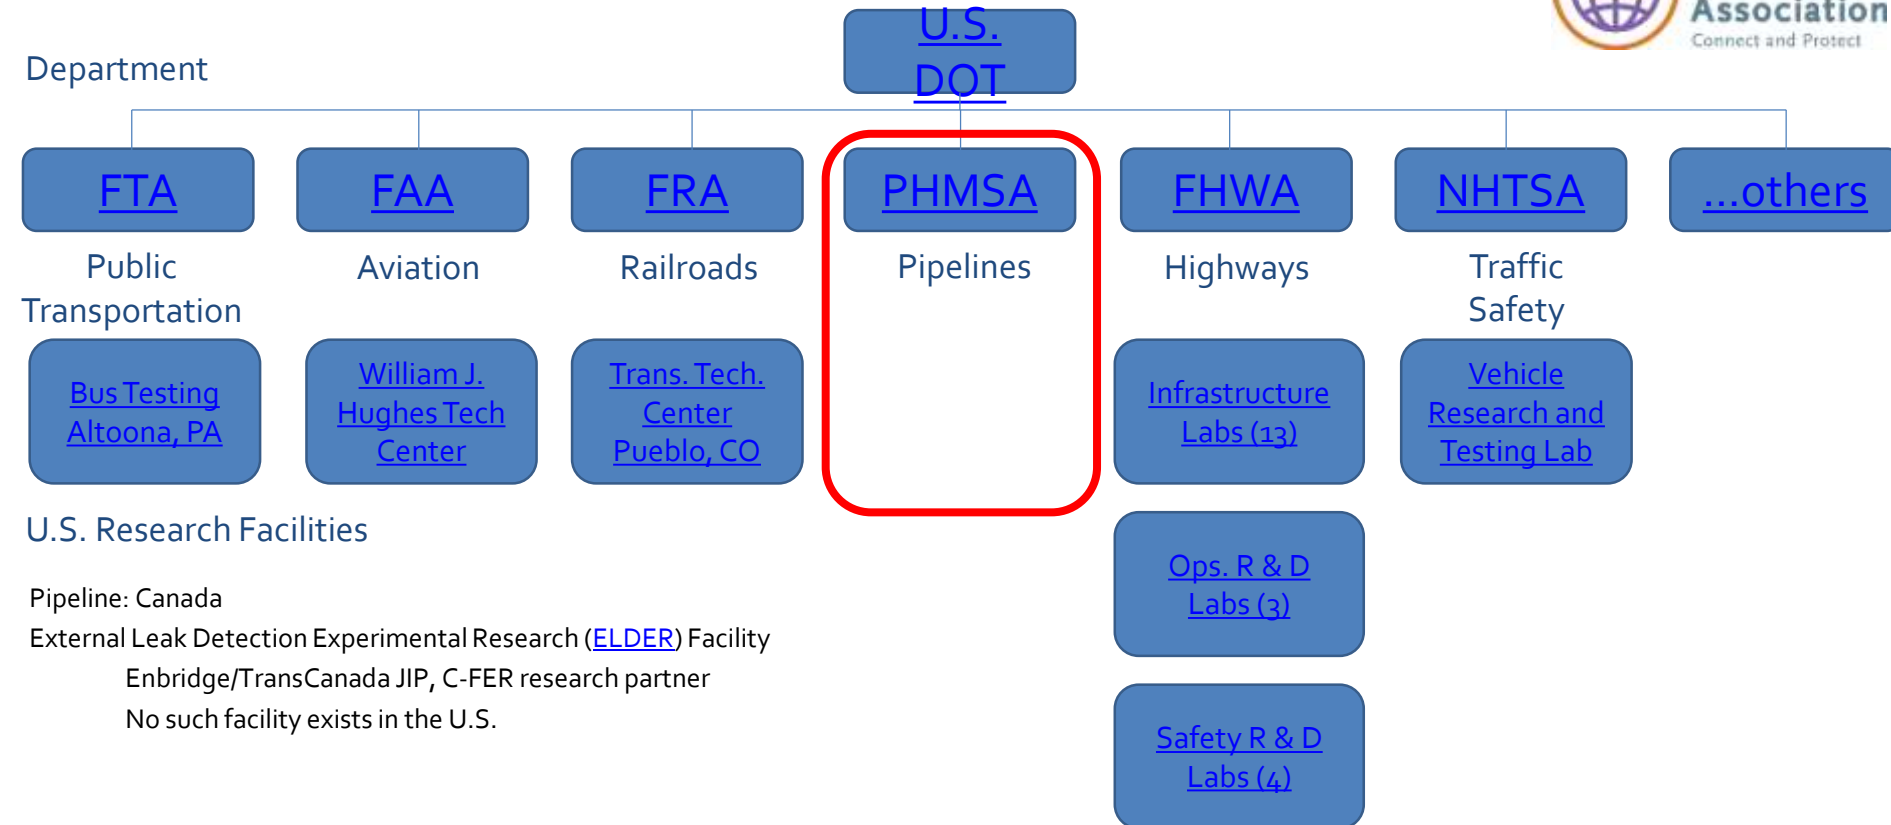 Association
Connect and Protect
U.S.
DOT
Department
FTA
FAA
FRA
PHMSA
FHWA
NHTSA
...others
Public
Transportation
Aviation
Railroads
Pipelines
Highways
Traffic
Safety
Bus Testing
Altoona, PA
William J.
Hughes Tech
Center
Trans. Tech.
Center
Pueblo, CO
Infrastructure
Labs (13)
Vehicle
Research and
Testing Lab
Ops. R & D
Labs (3)
Safety R & D
Labs (4)
U.S. Research Facilities
Pipeline: Canada
External Leak Detection Experimental Research (ELDER) Facility
Enbridge/TransCanada JIP, C-FER research partner
No such facility exists in the U.S.